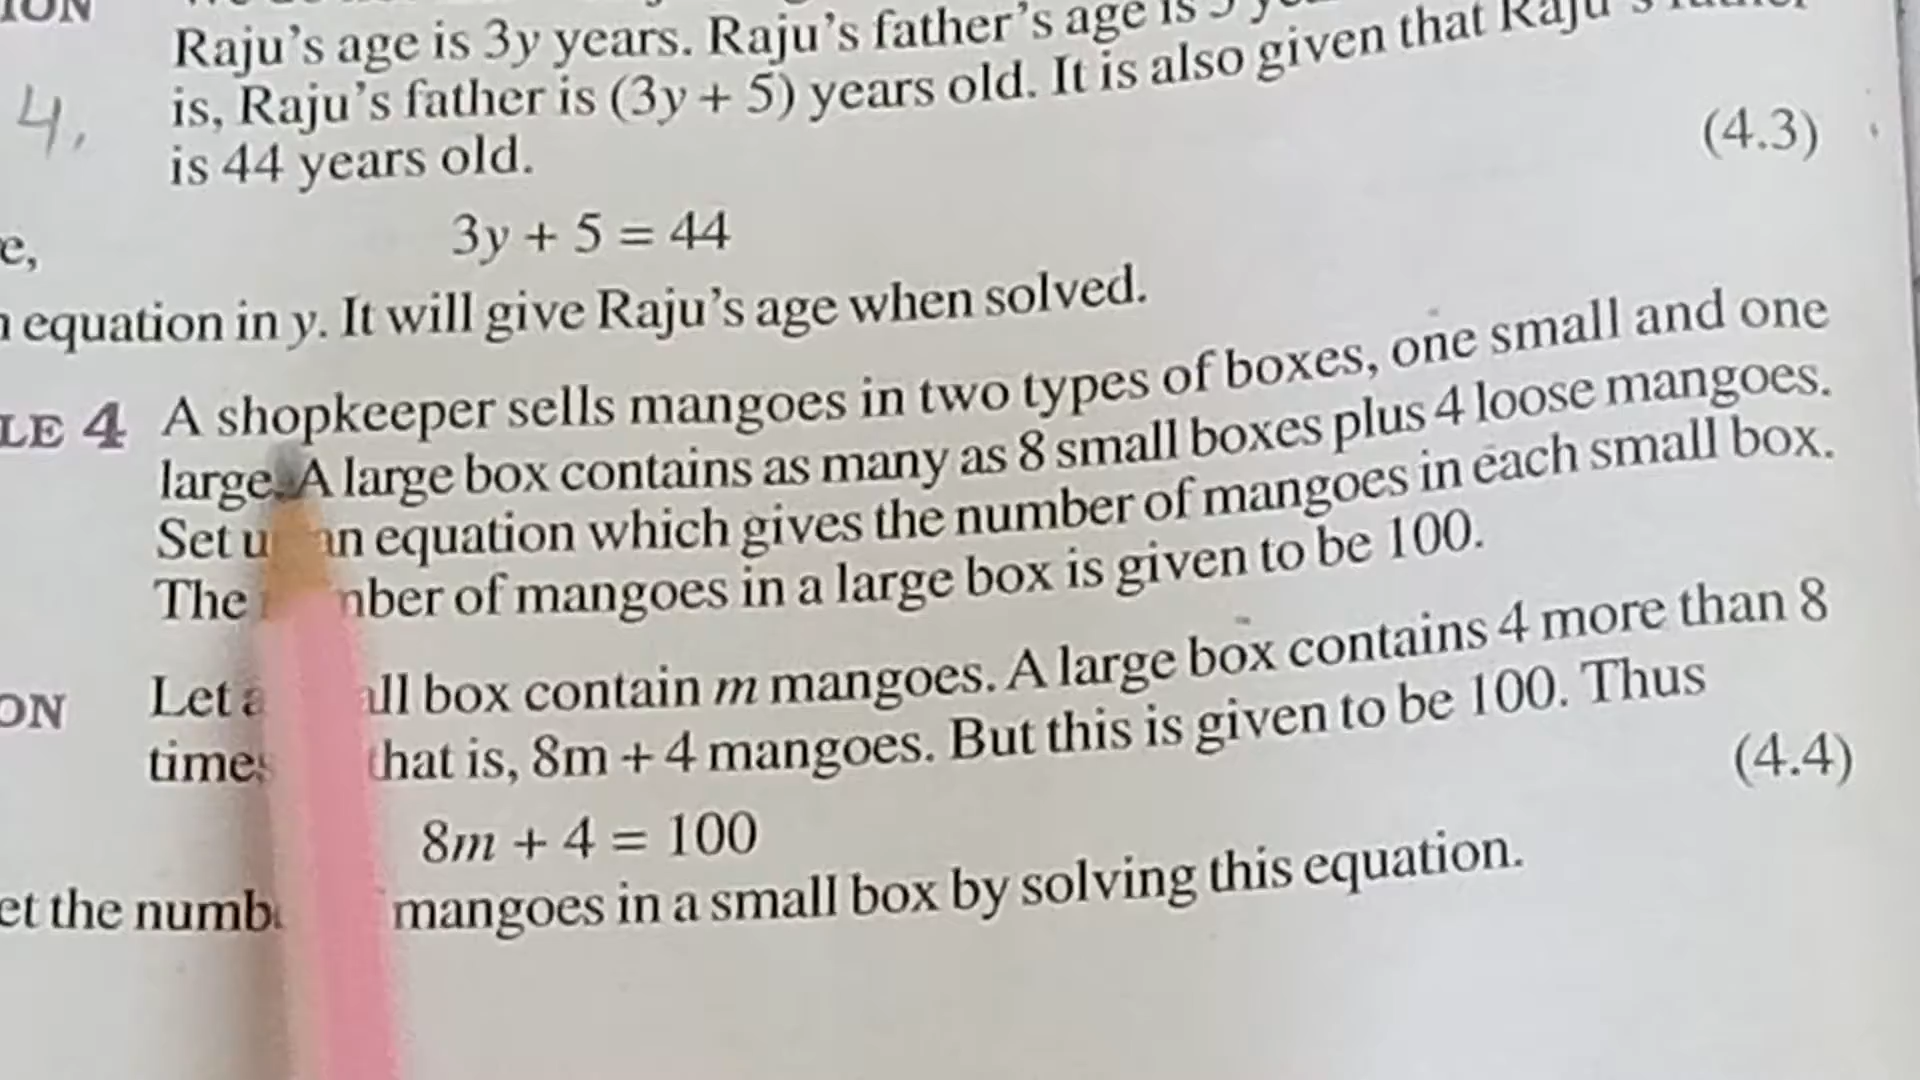 ION
Raju's age is 3y years. Raju's father's age is 5
4, is, Raju's father is (3y + 5) years old. It is also given that Raju's
is 44 years old.
(4.3)
e, 3y + 5 = 44
equation in y. It will give Raju's age when solved.
LE 4 A shopkeeper sells mangoes in two types of boxes, one small and one
large. A large box contains as many as 8 small boxes plus 4 loose mangoes.
Set an equation which gives the number of mangoes in each small box.
The mber of mangoes in a large box is given to be 100.
ON Let a all box contain m mangoes. A large box contains 4 more than 8
times that is, 8m + 4 mangoes. But this is given to be 100. Thus
8m + 4 = 100 (4.4)
et the numb mangoes in a small box by solving this equation.